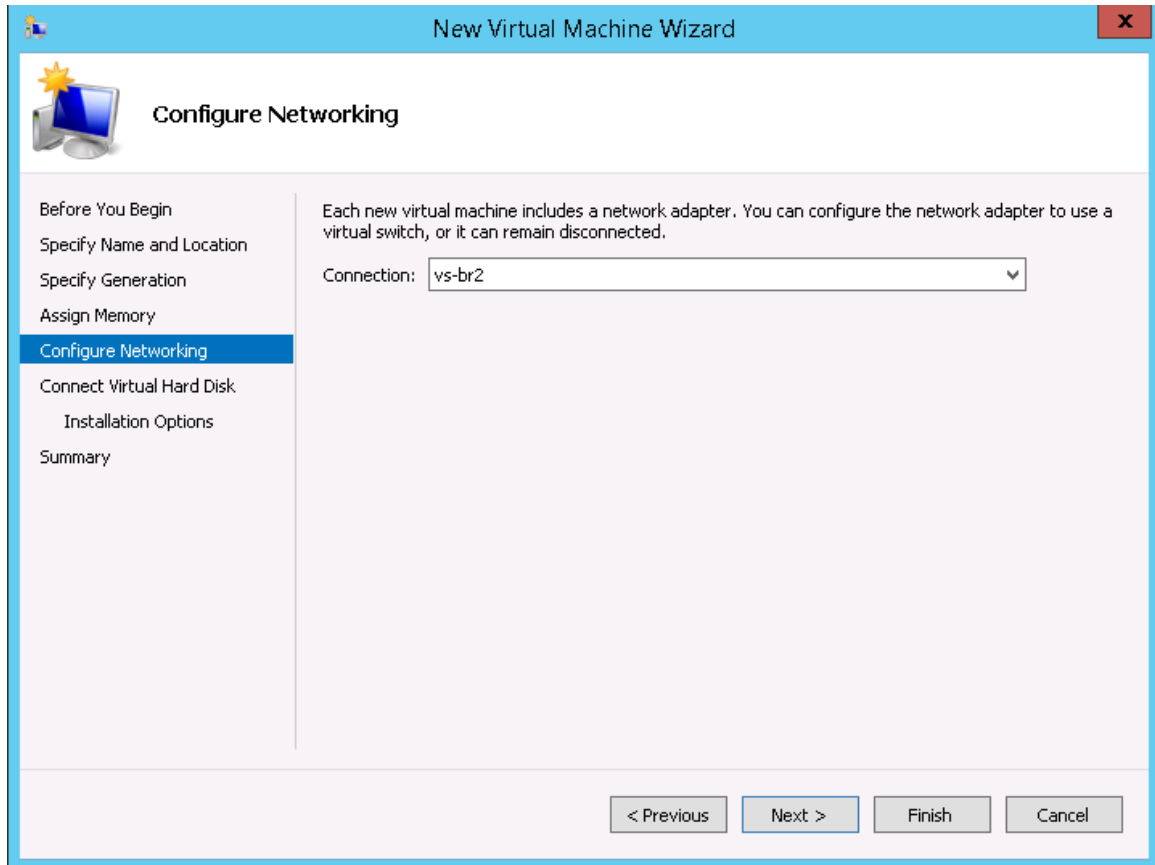 New Virtual Machine Wizard
x
Configure Networking
Before You Begin
Specify Name and Location
Specify Generation
Assign Memory
Configure Networking
Connect Virtual Hard Disk
Installation Options
Summary
Each new virtual machine includes a network adapter. You can configure the network adapter to use a
virtual switch, or it can remain disconnected.
Connection: vs-br2
< Previous Next > Finish Cancel